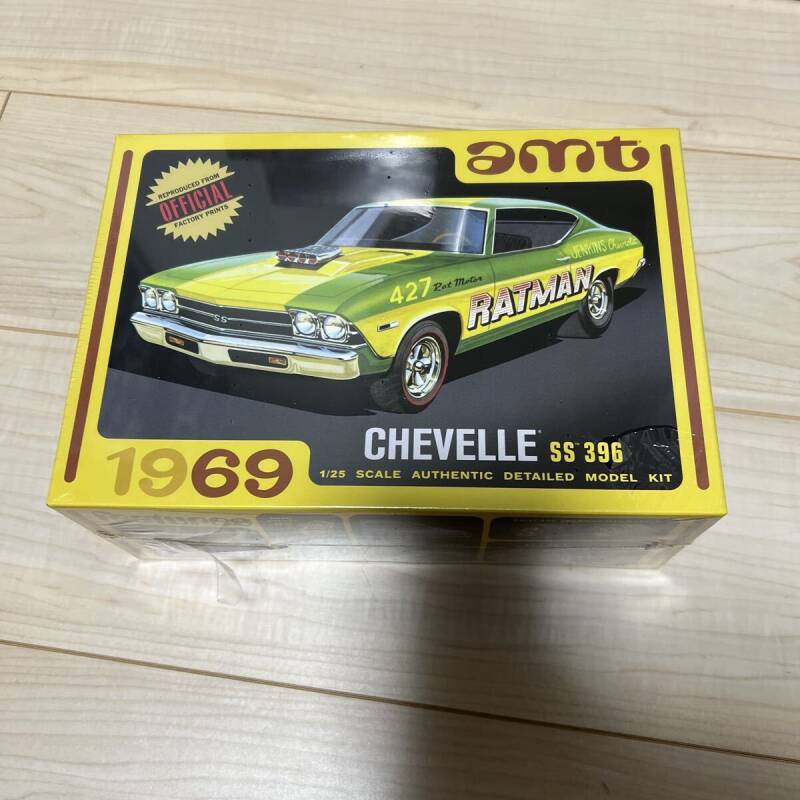 amt
REPRODUCED FROM
OFFICIAL
FACTORY PRINTS
JENKINS Chevrolet
427 Rat Motor
RATMAN
SS
CHEVELLE® SS™ 396
1/25 SCALE AUTHENTIC DETAILED MODEL KIT
1969